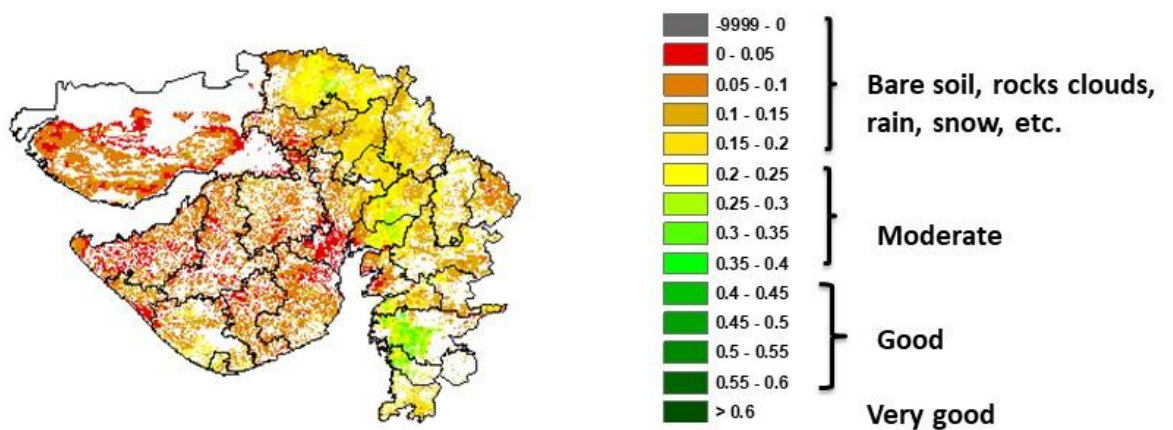 -9999 - 0
0 - 0.05
0.05 - 0.1
0.1 - 0.15
0.15 - 0.2
0.2 - 0.25
0.25 - 0.3
0.3 - 0.35
0.35 - 0.4
0.4 - 0.45
0.45 - 0.5
0.5 - 0.55
0.55 - 0.6
> 0.6
Bare soil, rocks clouds,
rain, snow, etc.
Moderate
Good
Very good